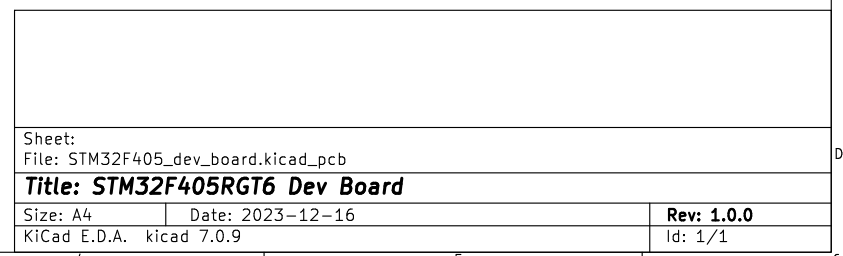 Sheet:
File: STM32F405_dev_board.kicad_pcb
D
Title: STM32F405RGT6 Dev Board
Size: A4 Date: 2023-12-16 Rev: 1.0.0
KiCad E.D.A. kicad 7.0.9 Id: 1/1